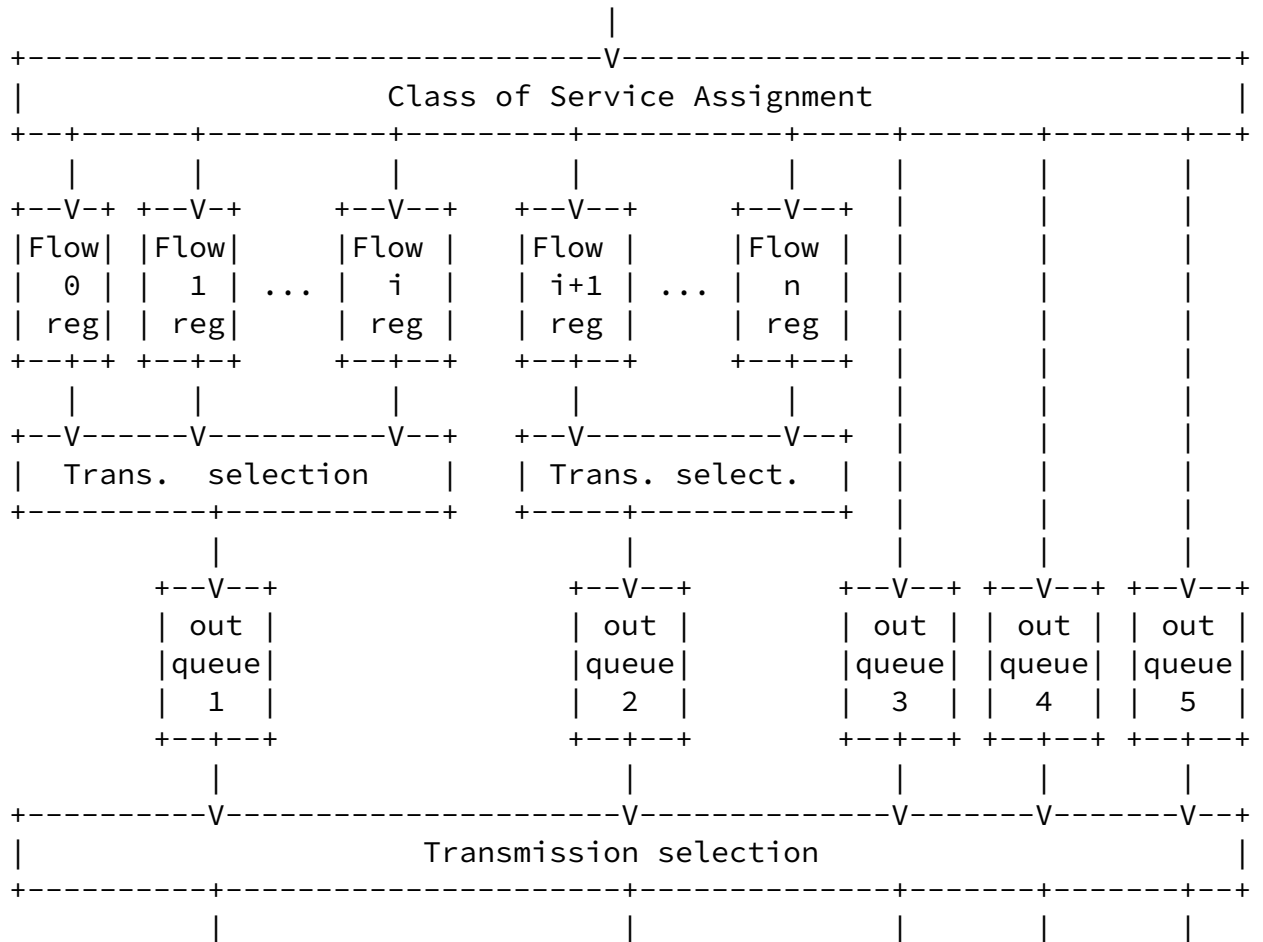 |
+--------------------------------V----------------------------------+
|                    Class of Service Assignment                    |
+--+------+----------+---------+-----------+-----+-------+-------+--+
   |      |          |         |           |     |       |       |
+--V-+ +--V-+     +--V--+   +--V--+     +--V--+  |       |       |
|Flow| |Flow|     |Flow |   |Flow |     |Flow |  |       |       |
|  0 | |  1 | ... |  i  |   | i+1 | ... |  n  |  |       |       |
| reg| | reg|     | reg |   | reg |     | reg |  |       |       |
+--+-+ +--+-+     +--+--+   +--+--+     +--+--+  |       |       |
   |      |          |         |           |     |       |       |
+--V------V----------V--+   +--V-----------V--+  |       |       |
|  Trans.  selection    |   | Trans. select.  |  |       |       |
+----------+------------+   +-----+-----------+  |       |       |
           |                      |              |       |       |
        +--V--+                +--V--+        +--V--+ +--V--+ +--V--+
        | out |                | out |        | out | | out | | out |
        |queue|                |queue|        |queue| |queue| |queue|
        |  1  |                |  2  |        |  3  | |  4  | |  5  |
        +--+--+                +--+--+        +--+--+ +--+--+ +--+--+
           |                      |              |       |       |
+----------V----------------------V--------------V-------V-------V--+
|                      Transmission selection                       |
+----------+----------------------+--------------+-------+-------+--+
           |                      |              |       |       |